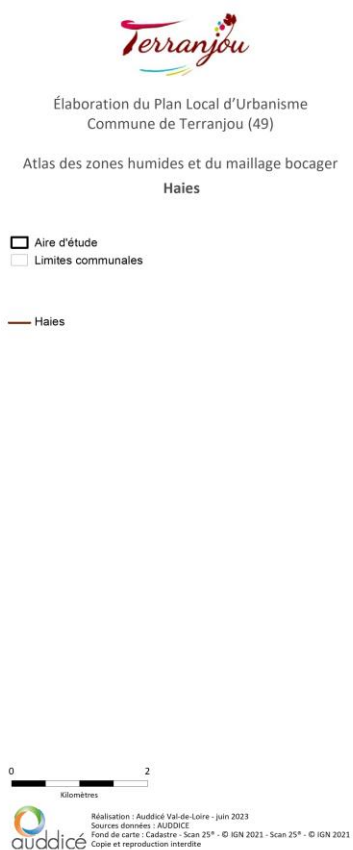 Terranjou
Élaboration du Plan Local d'Urbanisme
Commune de Terranjou (49)
Atlas des zones humides et du maillage bocager
Haies
Aire d'étude
Limites communales
Haies
0 2
Kilomètres
Réalisation : Auddicé Val-de-Loire - juin 2023
Sources données : AUDDICE
Fond de carte : Cadastre - Scan 25® - © IGN 2021 - Scan 25® - © IGN 2021
Copie et reproduction interdite
auddicé